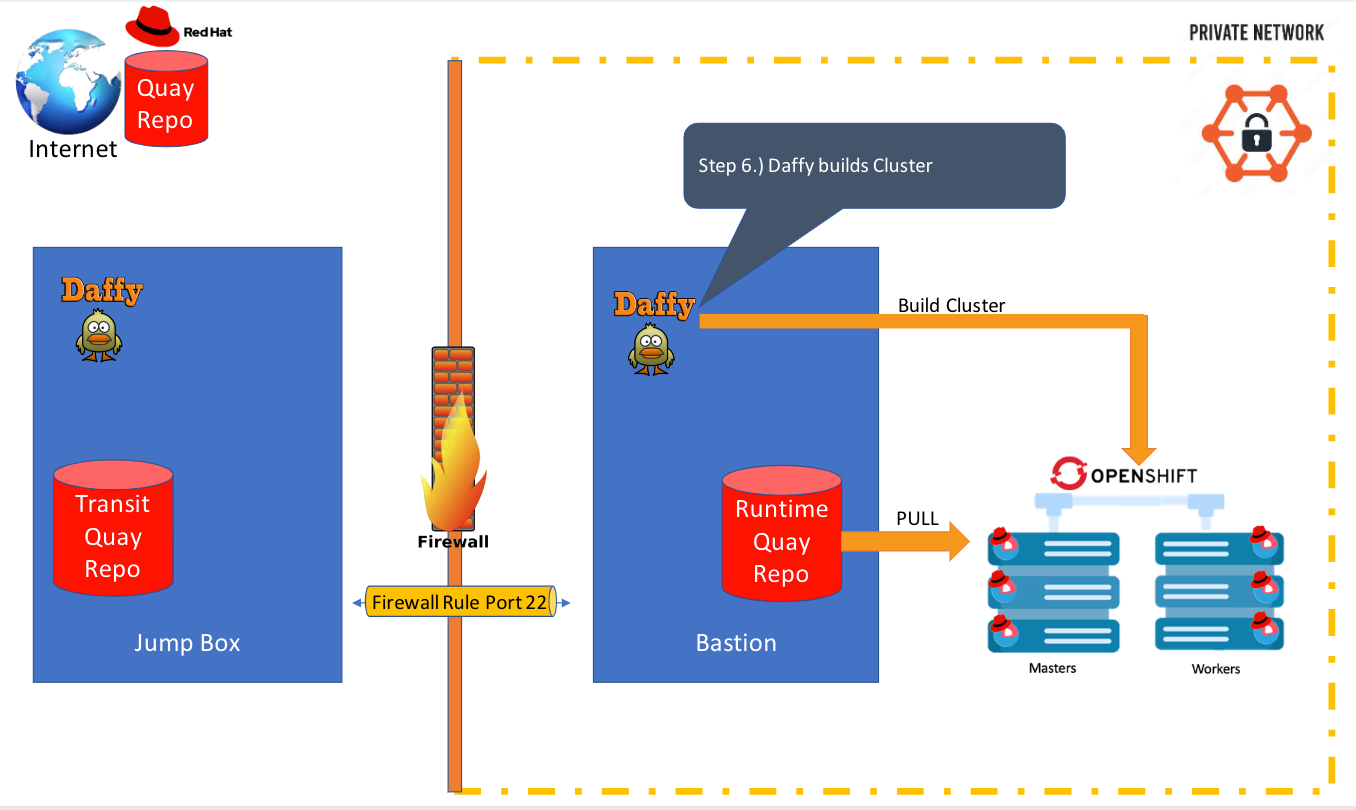 Red Hat
Quay
Repo
Internet
PRIVATE NETWORK
Step 6.) Daffy builds Cluster
Daffy
Daffy
Build Cluster
Transit
Quay
Repo
Jump Box
Firewall
Firewall Rule Port 22
Runtime
Quay
Repo
Bastion
PULL
OPENSHIFT
Masters
Workers